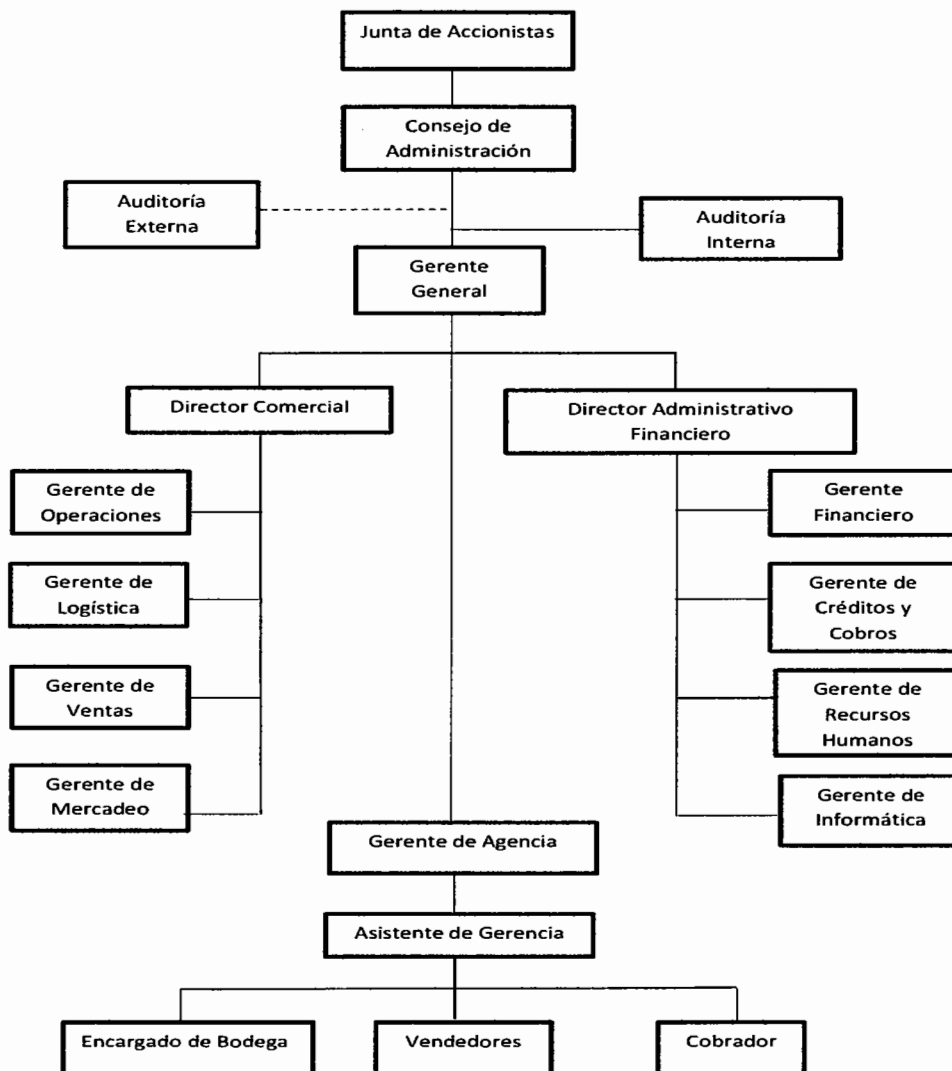 Junta de Accionistas
Consejo de
Administración
Auditoría
Externa
Auditoría
Interna
Gerente
General
Director Comercial
Director Administrativo
Financiero
Gerente de
Operaciones
Gerente de
Logística
Gerente de
Ventas
Gerente de
Mercadeo
Gerente
Financiero
Gerente de
Créditos y
Cobros
Gerente de
Recursos
Humanos
Gerente de
Informática
Gerente de Agencia
Asistente de Gerencia
Encargado de Bodega
Vendedores
Cobrador